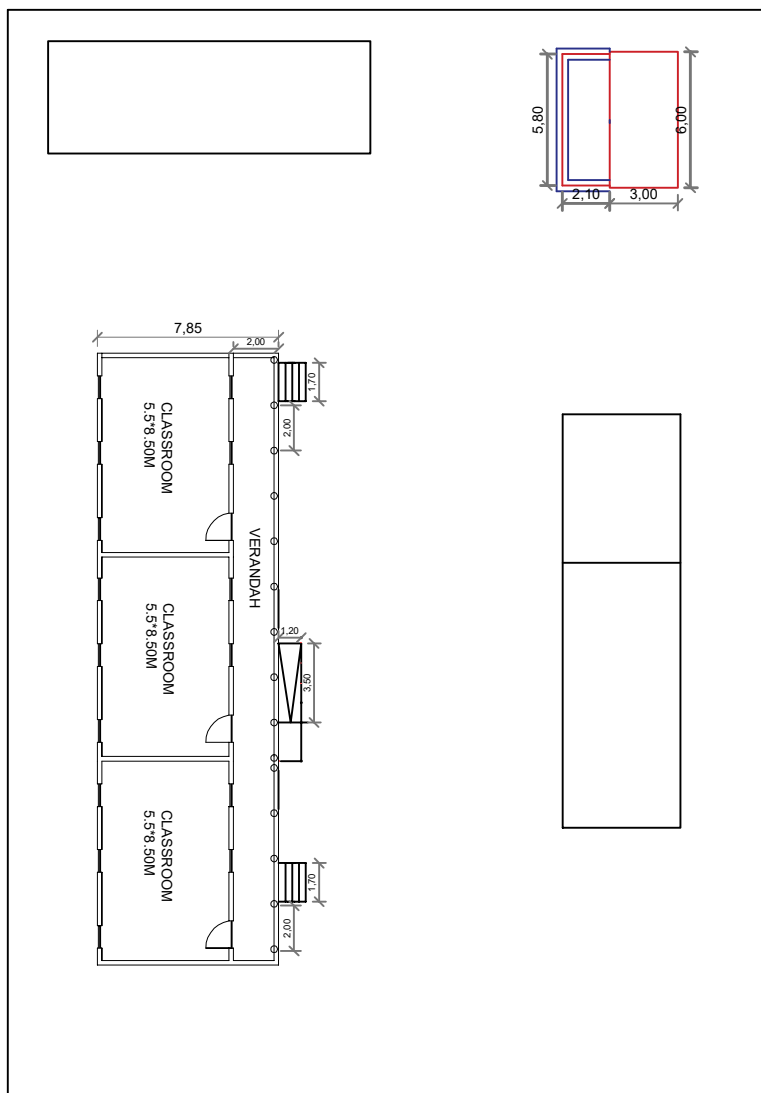 5,80
6,00
2,10
3,00
7,85
2,00
1,70
2,00
CLASSROOM
5.5*8.50M
VERANDAH
1,20
3,50
CLASSROOM
5.5*8.50M
CLASSROOM
5.5*8.50M
1,70
2,00